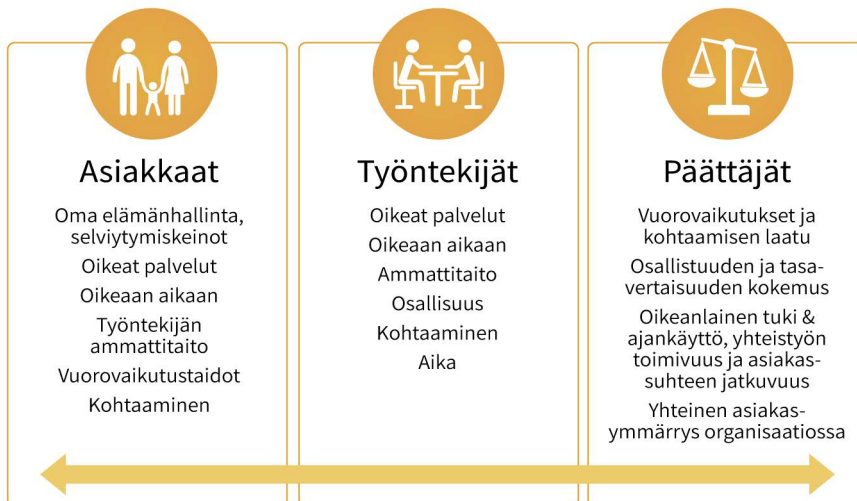 Asiakkaat
Oma elämänhallinta,
selviytymiskeinot
Oikeat palvelut
Oikeaan aikaan
Työntekijän
ammattitaito
Vuorovaikutustaidot
Kohtaaminen
Työntekijät
Oikeat palvelut
Oikeaan aikaan
Ammattitaito
Osallisuus
Kohtaaminen
Aika
Päättäjät
Vuorovaikutukset ja
kohtaamisen laatu
Osallistuuden ja tasa-
vertaisuuden kokemus
Oikeanlainen tuki &
ajankäyttö, yhteistyön
toimivuus ja asiakas-
suhteen jatkuvuus
Yhteinen asiakas-
ymmärrys organisaatiossa